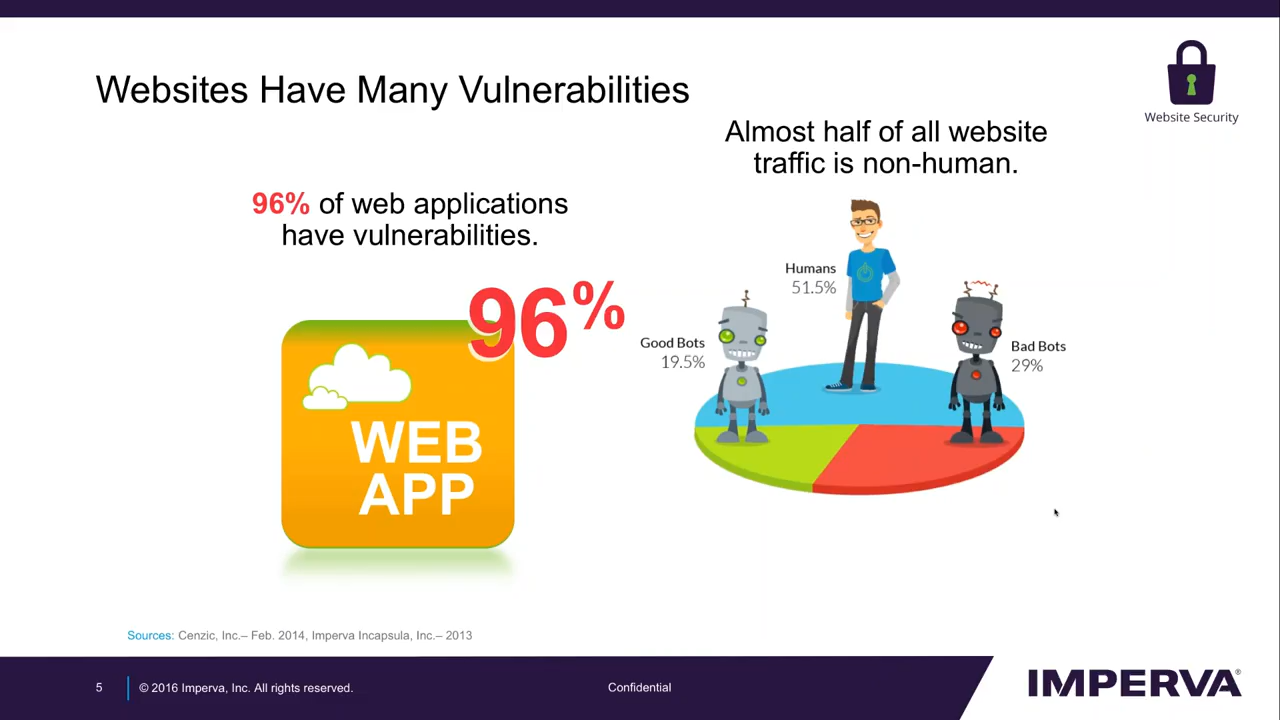 Websites Have Many Vulnerabilities
Website Security
96% of web applications
have vulnerabilities.
96%
WEB
APP
Almost half of all website
traffic is non-human.
Humans
51.5%
Good Bots
19.5%
Bad Bots
29%
Sources: Cenzic, Inc.– Feb. 2014, Imperva Incapsula, Inc.– 2013
5
© 2016 Imperva, Inc. All rights reserved.
Confidential
IMPERVA®